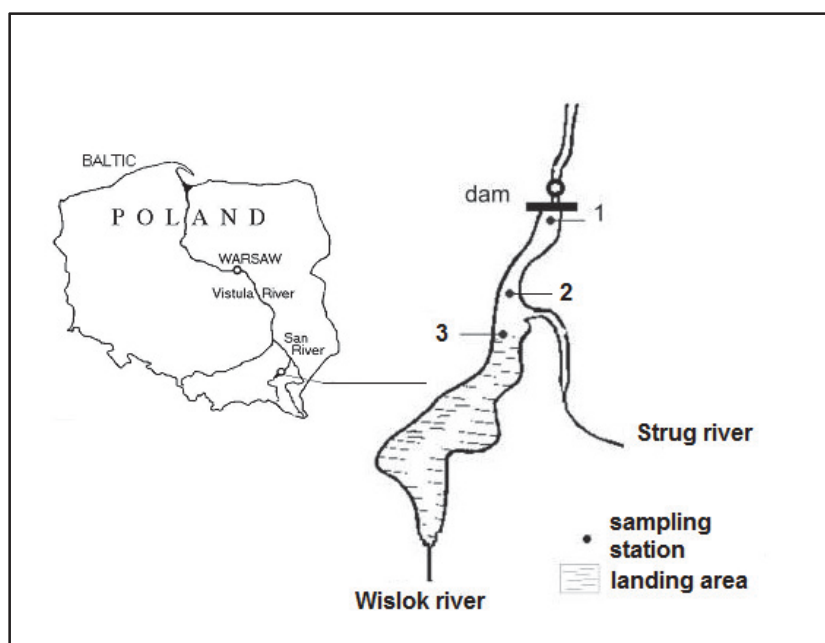 BALTIC
POLAND
WARSAW
Vistula River
San
River
dam
1
2
3
Strug river
sampling
station
landing area
Wislok river